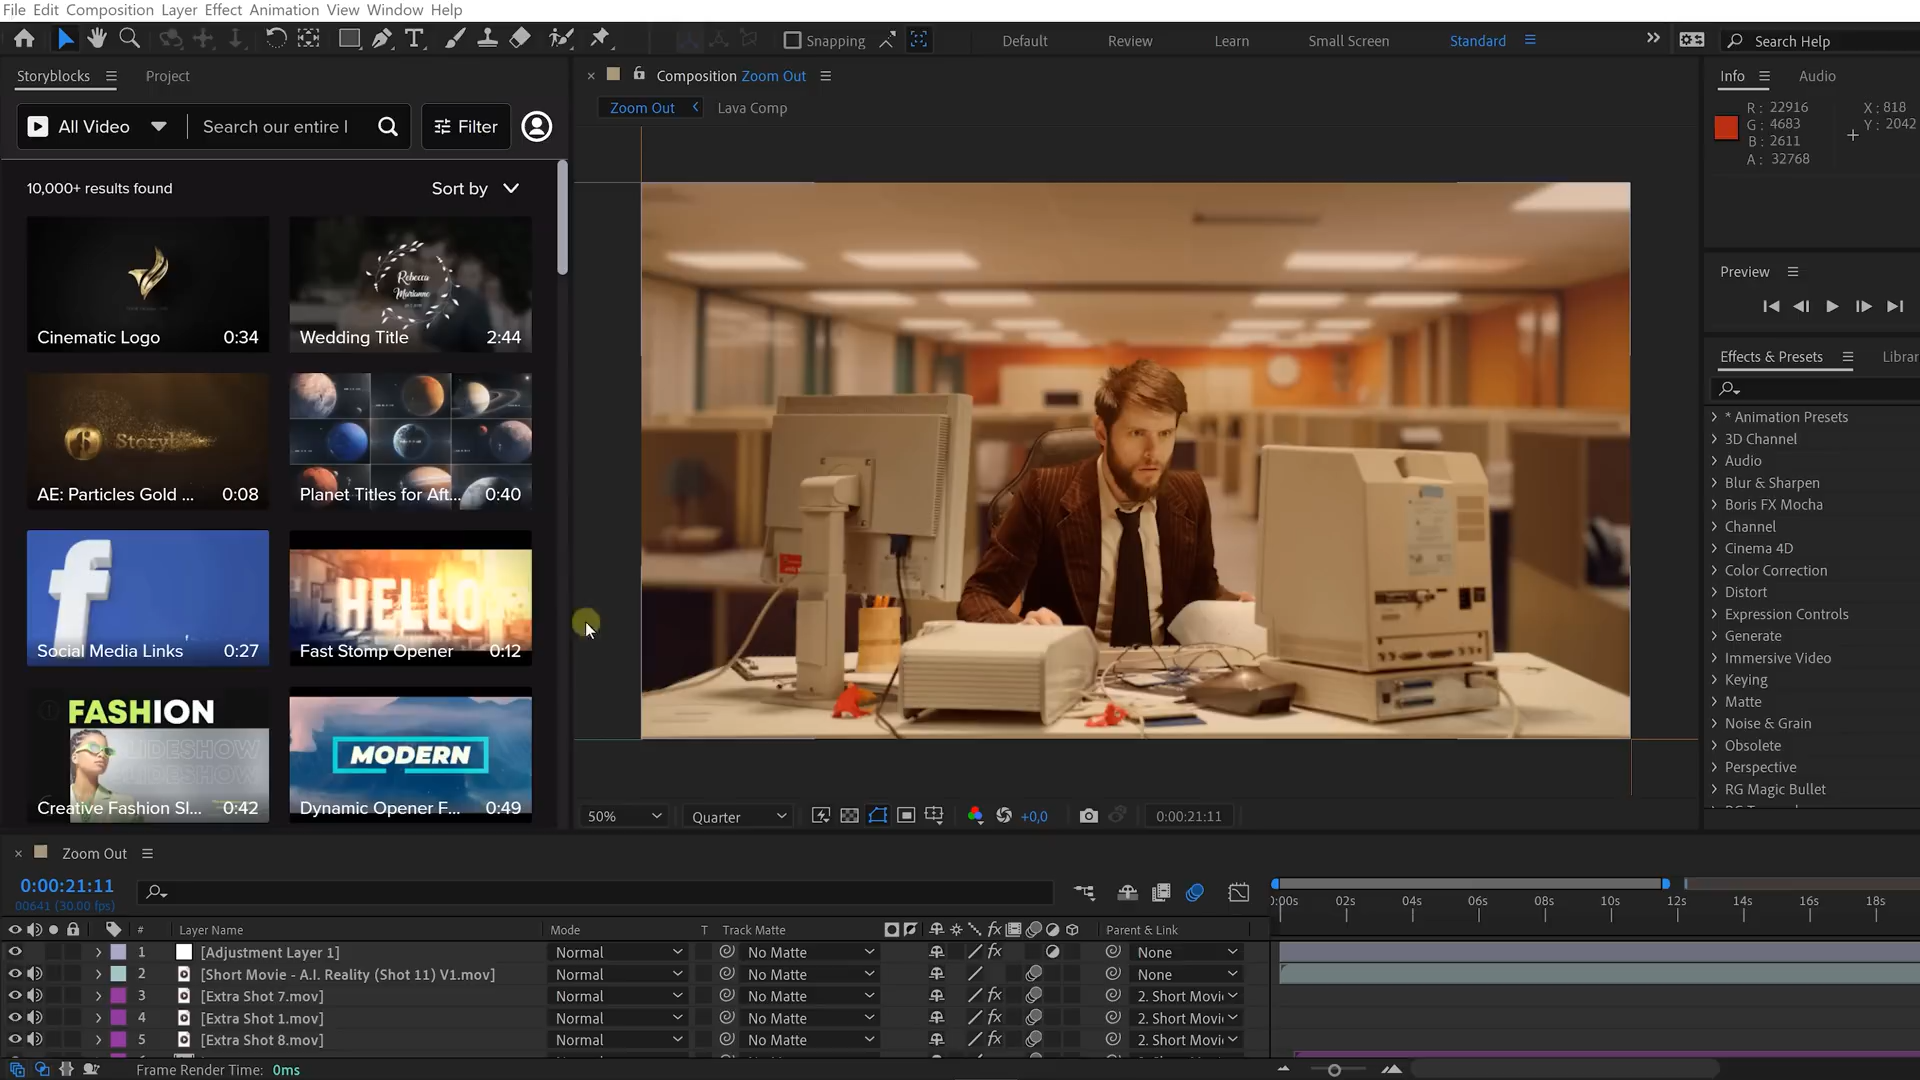 File Edit Composition Layer Effect Animation View Window Help
Snapping
Default
Review
Learn
Small Screen
Standard
Search Help
Storyblocks
Project
All Video
Search our entire l
Filter
10,000+ results found
Sort by
Cinematic Logo 0:34
Rebecca
Marianne
Wedding Title 2:44
AE: Particles Gold ... 0:08
Planet Titles for Aft... 0:40
Social Media Links 0:27
HELLO
Fast Stomp Opener 0:12
FASHION
SLIDESHOW
SLIDESHOW
Creative Fashion Sl... 0:42
MODERN
Dynamic Opener F... 0:49
Composition Zoom Out
Zoom Out
Lava Comp
50%
Quarter
+0,0
0:00:21:11
Info
Audio
R: 22916
G: 4683
B: 2611
A: 32768
X: 818
Y: 2042
Preview
Effects & Presets
Librar
* Animation Presets
3D Channel
Audio
Blur & Sharpen
Boris FX Mocha
Channel
Cinema 4D
Color Correction
Distort
Expression Controls
Generate
Immersive Video
Keying
Matte
Noise & Grain
Obsolete
Perspective
RG Magic Bullet
Zoom Out
0:00:21:11
00641 (30.00 fps)
0:00s 02s 04s 06s 08s 10s 12s 14s 16s 18s
# Layer Name Mode T Track Matte Parent & Link
1 [Adjustment Layer 1] Normal No Matte None
2 [Short Movie - A.I. Reality (Shot 11) V1.mov] Normal No Matte None
3 [Extra Shot 7.mov] Normal No Matte 2. Short Movi
4 [Extra Shot 1.mov] Normal No Matte 2. Short Movi
5 [Extra Shot 8.mov] Normal No Matte 2. Short Movi
Frame Render Time: 0ms